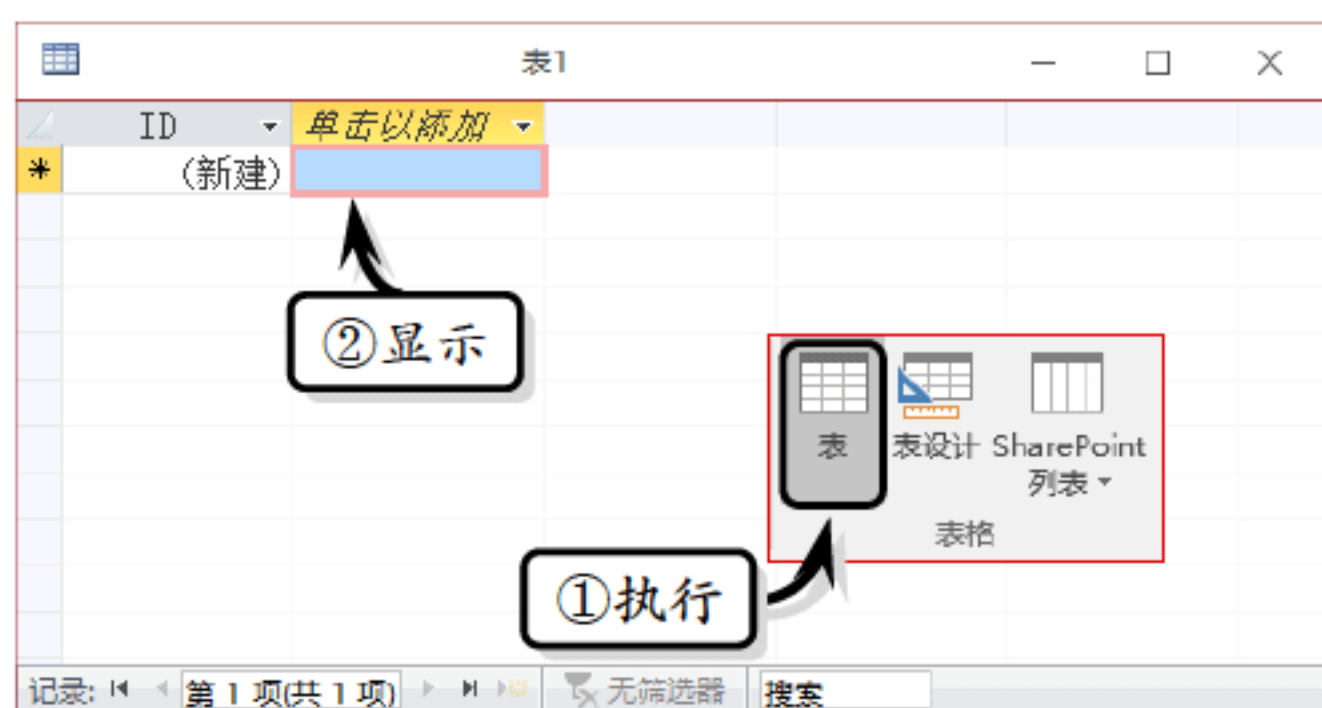 表1
ID 单击以添加
(新建)
②显示
表 表设计 SharePoint
列表
表格
①执行
记录: 第 1 项(共 1 项) 无筛选器 搜索